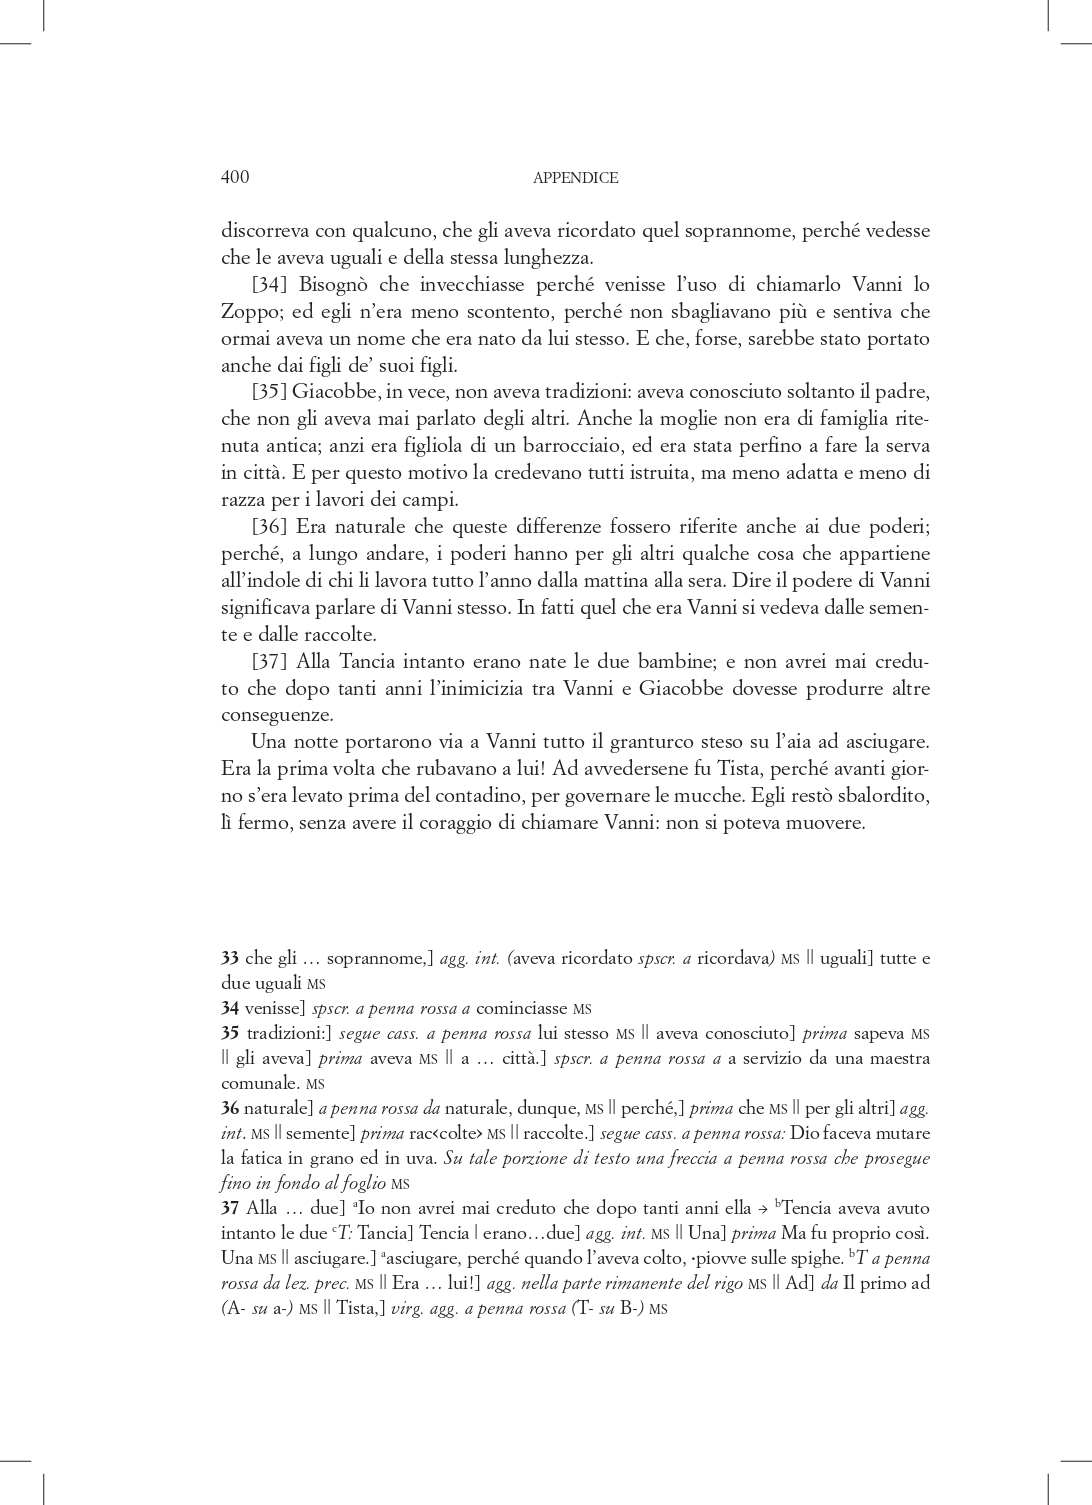 400
APPENDICE
discorreva con qualcuno, che gli aveva ricordato quel soprannome, perché vedesse
che le aveva uguali e della stessa lunghezza.
[34] Bisognò che invecchiasse perché venisse l’uso di chiamarlo Vanni lo
Zoppo; ed egli n’era meno scontento, perché non sbagliavano più e sentiva che
ormai aveva un nome che era nato da lui stesso. E che, forse, sarebbe stato portato
anche dai figli de’ suoi figli.
[35] Giacobbe, in vece, non aveva tradizioni: aveva conosciuto soltanto il padre,
che non gli aveva mai parlato degli altri. Anche la moglie non era di famiglia rite-
nuta antica; anzi era figliola di un barrocciaio, ed era stata perfino a fare la serva
in città. E per questo motivo la credevano tutti istruita, ma meno adatta e meno di
razza per i lavori dei campi.
[36] Era naturale che queste differenze fossero riferite anche ai due poderi;
perché, a lungo andare, i poderi hanno per gli altri qualche cosa che appartiene
all’indole di chi li lavora tutto l’anno dalla mattina alla sera. Dire il podere di Vanni
significava parlare di Vanni stesso. In fatti quel che era Vanni si vedeva dalle semen-
te e dalle raccolte.
[37] Alla Tancia intanto erano nate le due bambine; e non avrei mai credu-
to che dopo tanti anni l’inimicizia tra Vanni e Giacobbe dovesse produrre altre
conseguenze.
Una notte portarono via a Vanni tutto il granturco steso su l’aia ad asciugare.
Era la prima volta che rubavano a lui! Ad avvedersene fu Tista, perché avanti gior-
no s’era levato prima del contadino, per governare le mucche. Egli restò sbalordito,
lì fermo, senza avere il coraggio di chiamare Vanni: non si poteva muovere.
33 che gli … soprannome,] agg. int. (aveva ricordato spscr. a ricordava) MS || uguali] tutte e
due uguali MS
34 venisse] spscr. a penna rossa a cominciasse MS
35 tradizioni:] segue cass. a penna rossa lui stesso MS || aveva conosciuto] prima sapeva MS
|| gli aveva] prima aveva MS || a … città.] spscr. a penna rossa a a servizio da una maestra
comunale. MS
36 naturale] a penna rossa da naturale, dunque, MS || perché,] prima che MS || per gli altri] agg.
int. MS || semente] prima rac‹colte› MS || raccolte.] segue cass. a penna rossa: Dio faceva mutare
la fatica in grano ed in uva. Su tale porzione di testo una freccia a penna rossa che prosegue
fino in fondo al foglio MS
37 Alla … due] ᵃIo non avrei mai creduto che dopo tanti anni ella → ᵇTencia aveva avuto
intanto le due ᶜT: Tancia] Tencia | erano…due] agg. int. MS || Una] prima Ma fu proprio così.
Una MS || asciugare.] ᵃasciugare, perché quando l’aveva colto, ·piovve sulle spighe. ᵇT a penna
rossa da lez. prec. MS || Era … lui!] agg. nella parte rimanente del rigo MS || Ad] da Il primo ad
(A- su a-) MS || Tista,] virg. agg. a penna rossa (T- su B-) MS